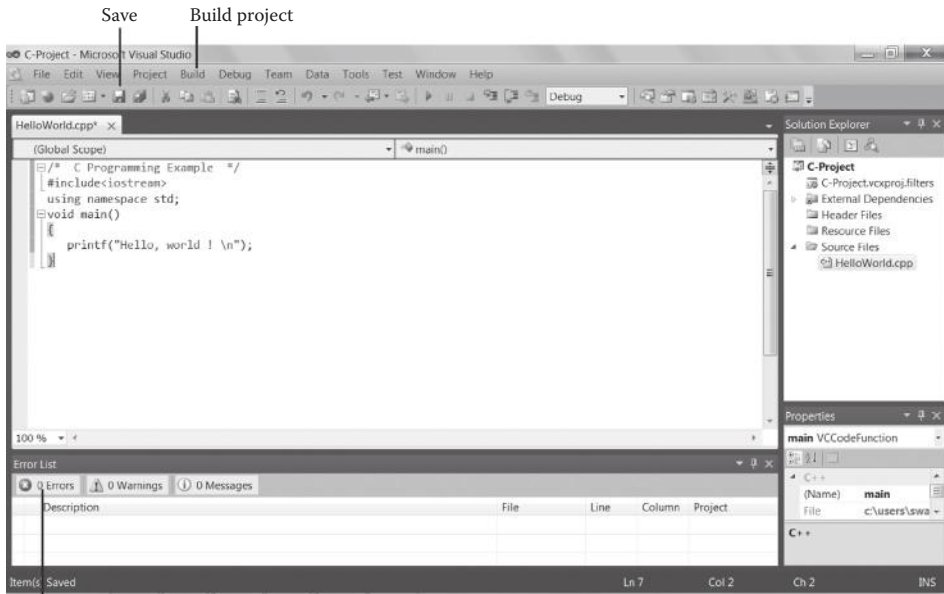 Save Build project
C-Project - Microsoft Visual Studio
File Edit View Project Build Debug Team Data Tools Test Window Help
Debug
HelloWorld.cpp* ×
(Global Scope) main()
/* C Programming Example */
#include<iostream>
using namespace std;
void main()
{
printf("Hello, world ! \n");
}
100 %
Solution Explorer
C-Project
C-Project.vcxproj.filters
External Dependencies
Header Files
Resource Files
Source Files
HelloWorld.cpp
Properties
main VCCodeFunction
C++
(Name) main
File c:\users\swa
C++
Error List
0 Errors 0 Warnings 0 Messages
Description File Line Column Project
Item(s) Saved Ln 7 Col 2 Ch 2 INS